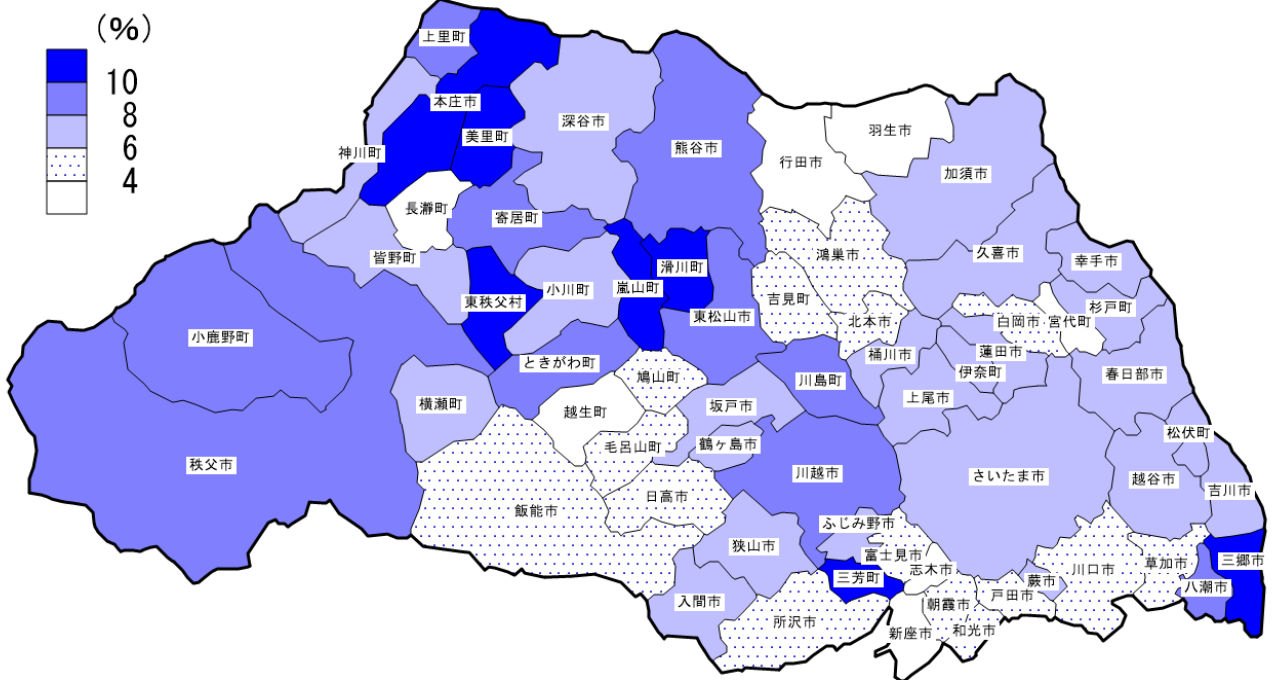 (%)
10
8
6
4
上里町
本庄市
美里町
神川町
深谷市
熊谷市
行田市
羽生市
加須市
長瀞町
寄居町
皆野町
東秩父村
小川町
嵐山町
滑川町
東松山市
吉見町
鴻巣市
北本市
久喜市
幸手市
杉戸町
白岡市
宮代町
小鹿野町
ときがわ町
鳩山町
川島町
桶川市
蓮田市
伊奈町
上尾市
春日部市
横瀬町
越生町
坂戸市
毛呂山町
鶴ヶ島市
松伏町
秩父市
飯能市
日高市
川越市
さいたま市
越谷市
吉川市
狭山市
ふじみ野市
富士見市
志木市
三芳町
入間市
所沢市
新座市
朝霞市
和光市
戸田市
蕨市
川口市
草加市
八潮市
三郷市